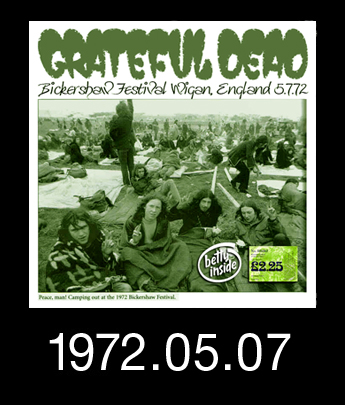 GRATEFUL DEAD
Bickershaw Festival Wigan, England 5.7.72
betty
inside
£2.25
Peace, man! Camping out at the 1972 Bickershaw Festival.
1972.05.07